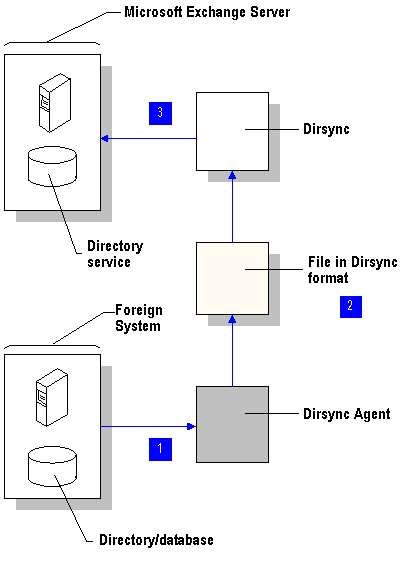 Microsoft Exchange Server
3
Dirsync
Directory
service
File in Dirsync
format
2
Foreign
System
Dirsync Agent
1
Directory/database